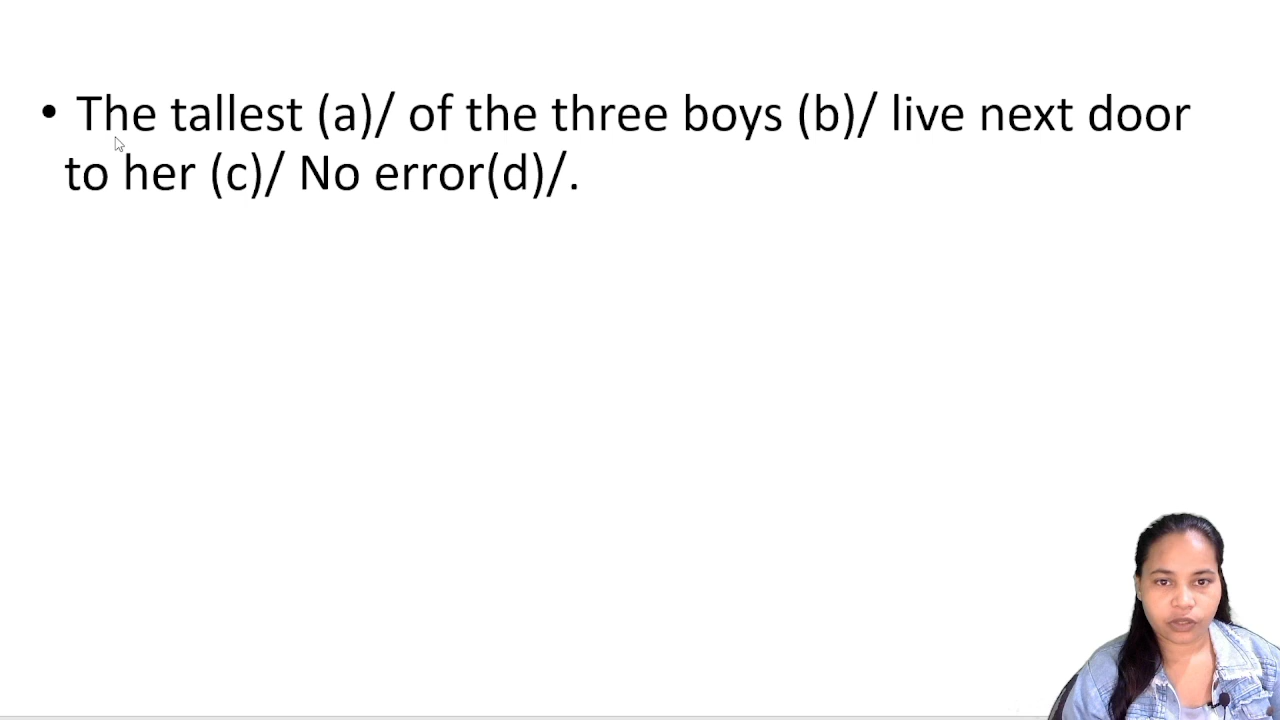 • The tallest (a)/ of the three boys (b)/ live next door
to her (c)/ No error(d)/.